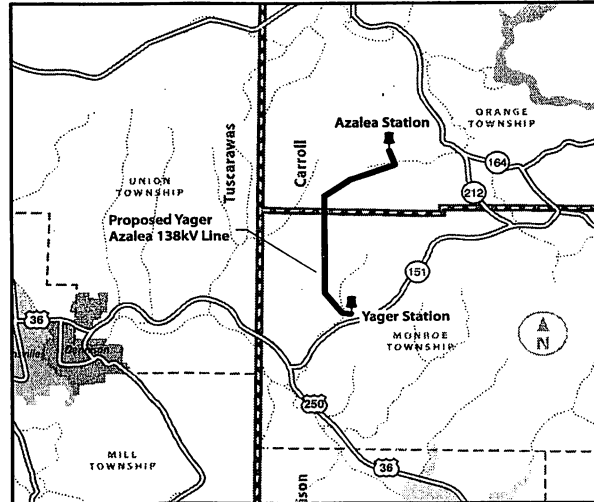 ORANGE
TOWNSHIP
Azalea Station
164
Tuscarawas
Carroll
UNION
TOWNSHIP
212
Proposed Yager
Azalea 138kV Line
151
Yager Station
36
MONROE
TOWNSHIP
N
250
MILL
TOWNSHIP
36